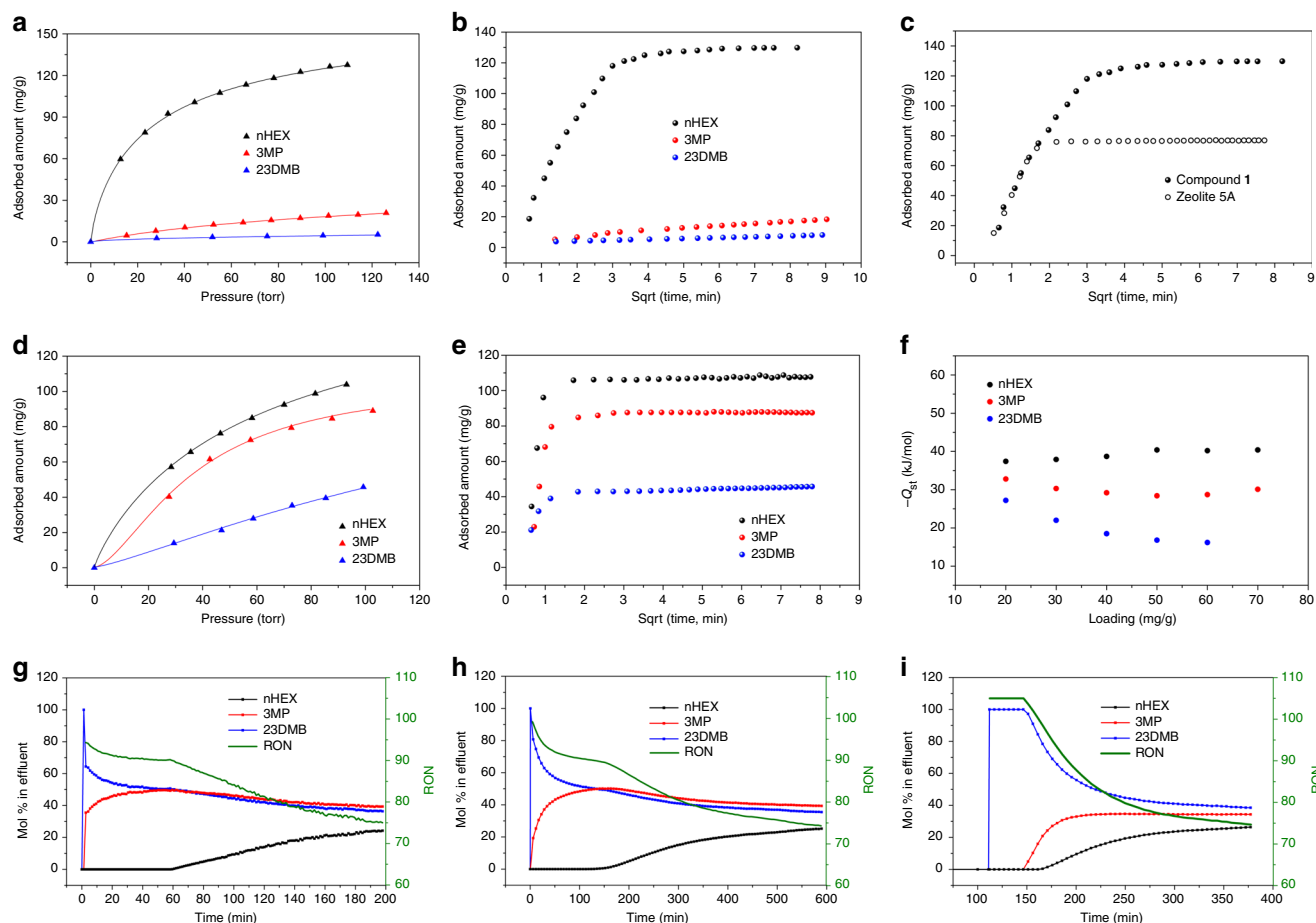 a
150
120
90
60
30
0
Adsorbed amount (mg/g)
nHEX
3MP
23DMB
–20 0 20 40 60 80 100 120 140
Pressure (torr)
b
140
130
120
100
80
60
40
20
0
Adsorbed amount (mg/g)
nHEX
3MP
23DMB
0 1 2 3 4 5 6 7 8 9 10
Sqrt (time, min)
c
140
120
100
80
60
40
20
0
Adsorbed amount (mg/g)
Compound 1
Zeolite 5A
0 1 2 3 4 5 6 7 8 9
Sqrt (time, min)
d
120
100
80
60
40
20
0
Adsorbed amount (mg/g)
nHEX
3MP
23DMB
0 20 40 60 80 100 120
Pressure (torr)
e
120
100
80
60
40
20
0
Adsorbed amount (mg/g)
nHEX
3MP
23DMB
0 1 2 3 4 5 6 7 8 9
Sqrt (time, min)
f
60
50
40
30
20
10
0
–Qst (kJ/mol)
nHEX
3MP
23DMB
10 20 30 40 50 60 70 80
Loading (mg/g)
g
120
100
80
60
40
20
0
Mol % in effluent
nHEX
3MP
23DMB
RON
110
100
90
80
70
60
RON
0 20 40 60 80 100 120 140 160 180 200
Time (min)
h
120
100
80
60
40
20
0
Mol % in effluent
nHEX
3MP
23DMB
RON
110
100
90
80
70
60
RON
0 100 200 300 400 500 600
Time (min)
i
120
100
80
60
40
20
0
Mol % in effluent
nHEX
3MP
23DMB
RON
110
100
90
80
70
60
RON
100 150 200 250 300 350 400
Time (min)